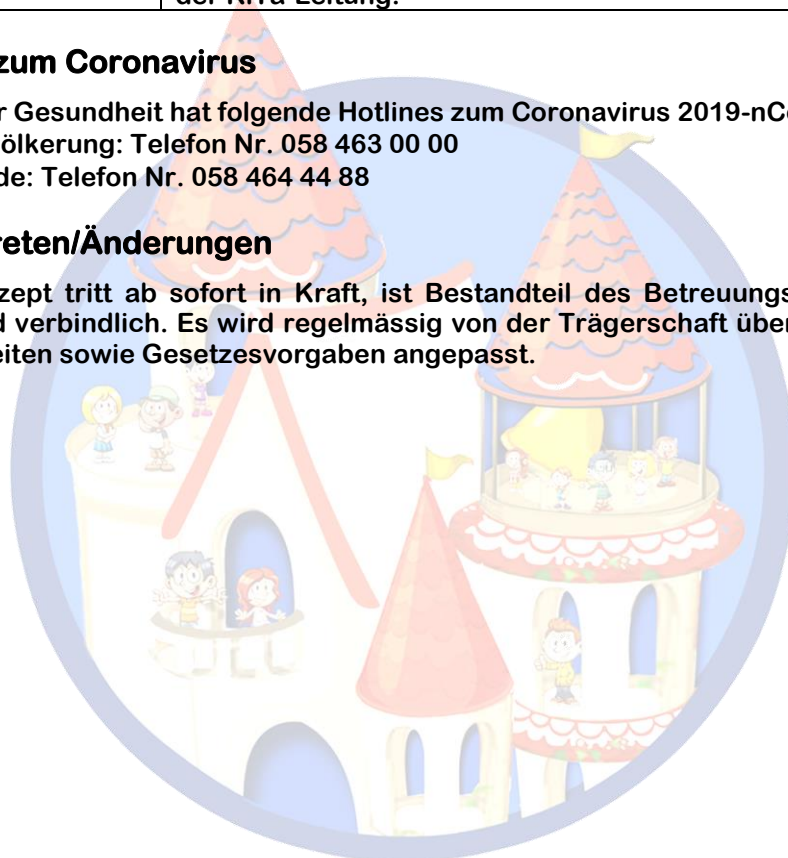 der KiTa-Leitung.
zum Coronavirus
r Gesundheit hat folgende Hotlines zum Coronavirus 2019-nC
ölkerung: Telefon Nr. 058 463 00 00
de: Telefon Nr. 058 464 44 88
reten/Änderungen
zept tritt ab sofort in Kraft, ist Bestandteil des Betreuungs
d verbindlich. Es wird regelmässig von der Trägerschaft über
eiten sowie Gesetzesvorgaben angepasst.